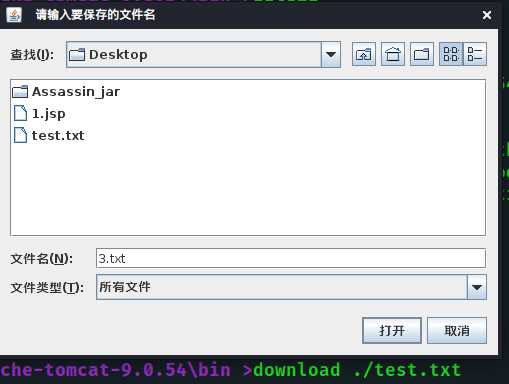 请输入要保存的文件名
查找(I): Desktop
Assassin_jar
1.jsp
test.txt
文件名(N): 3.txt
文件类型(T): 所有文件
打开 取消
che-tomcat-9.0.54\bin >download ./test.txt